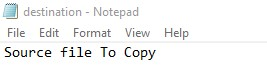 destination - Notepad
File Edit Format View Help
Source file To Copy